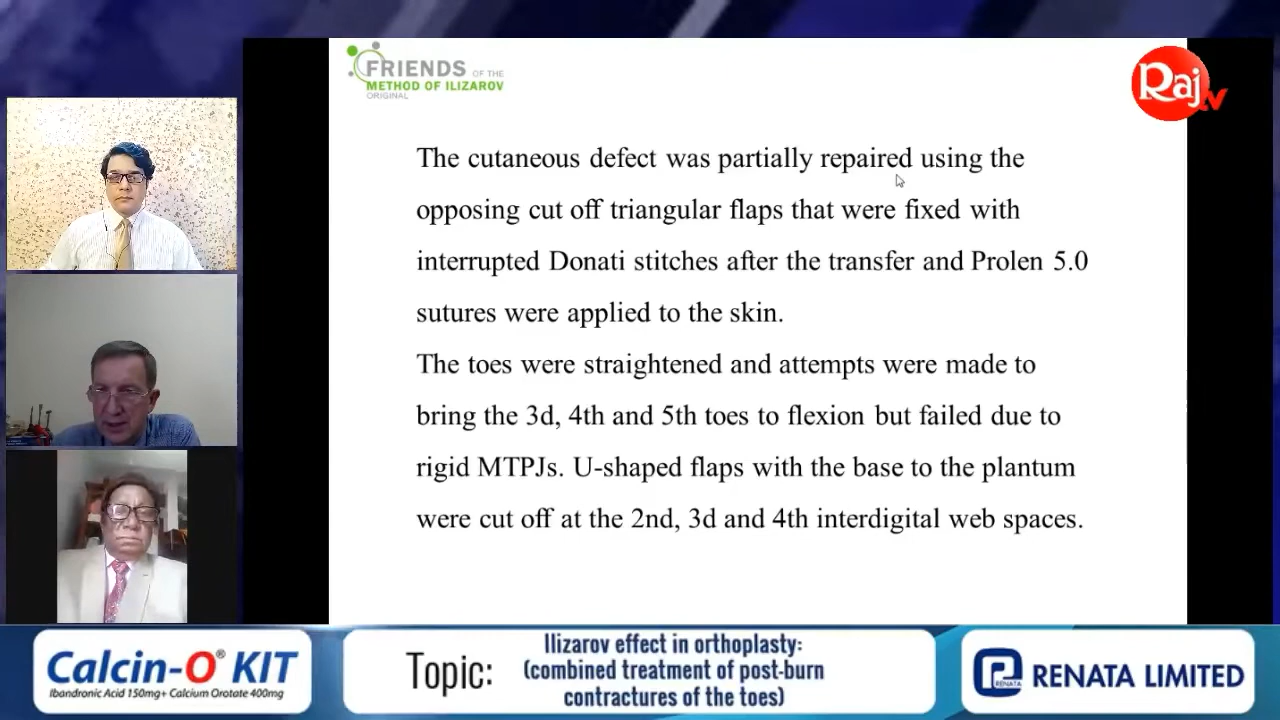 FRIENDS OF THE
METHOD OF ILIZAROV
ORIGINAL
Raj tv
The cutaneous defect was partially repaired using the
opposing cut off triangular flaps that were fixed with
interrupted Donati stitches after the transfer and Prolen 5.0
sutures were applied to the skin.
The toes were straightened and attempts were made to
bring the 3d, 4th and 5th toes to flexion but failed due to
rigid MTPJs. U-shaped flaps with the base to the plantum
were cut off at the 2nd, 3d and 4th interdigital web spaces.
Calcin-O® KIT
Ibandronic Acid 150mg+ Calcium Orotate 400mg
Topic:
Ilizarov effect in orthoplasty:
(combined treatment of post-burn
contractures of the toes)
RENATA
RENATA LIMITED